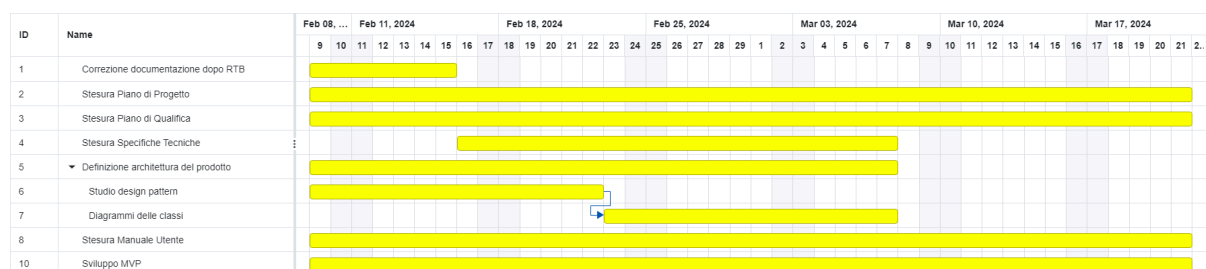 ID Name Feb 08, ... Feb 11, 2024 Feb 18, 2024 Feb 25, 2024 Mar 03, 2024 Mar 10, 2024 Mar 17, 2024
9 10 11 12 13 14 15 16 17 18 19 20 21 22 23 24 25 26 27 28 29 1 2 3 4 5 6 7 8 9 10 11 12 13 14 15 16 17 18 19 20 21 2..
1 Correzione documentazione dopo RTB
2 Stesura Piano di Progetto
3 Stesura Piano di Qualifica
4 Stesura Specifiche Tecniche
5 Definizione architettura del prodotto
6 Studio design pattern
7 Diagrammi delle classi
8 Stesura Manuale Utente
10 Sviluppo MVP